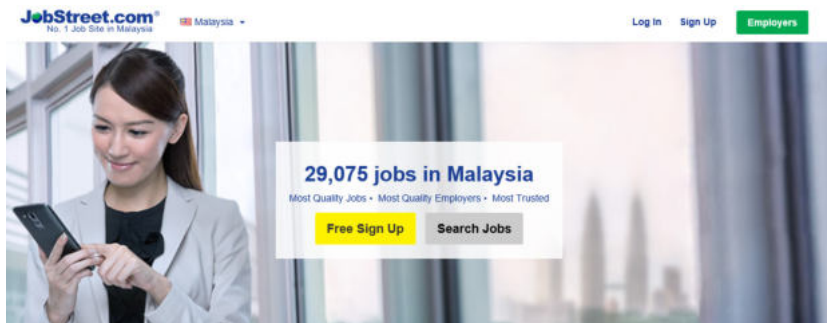 JobStreet.com®
No. 1 Job Site in Malaysia
Malaysia
Log In
Sign Up
Employers
29,075 jobs in Malaysia
Most Quality Jobs • Most Quality Employers • Most Trusted
Free Sign Up
Search Jobs